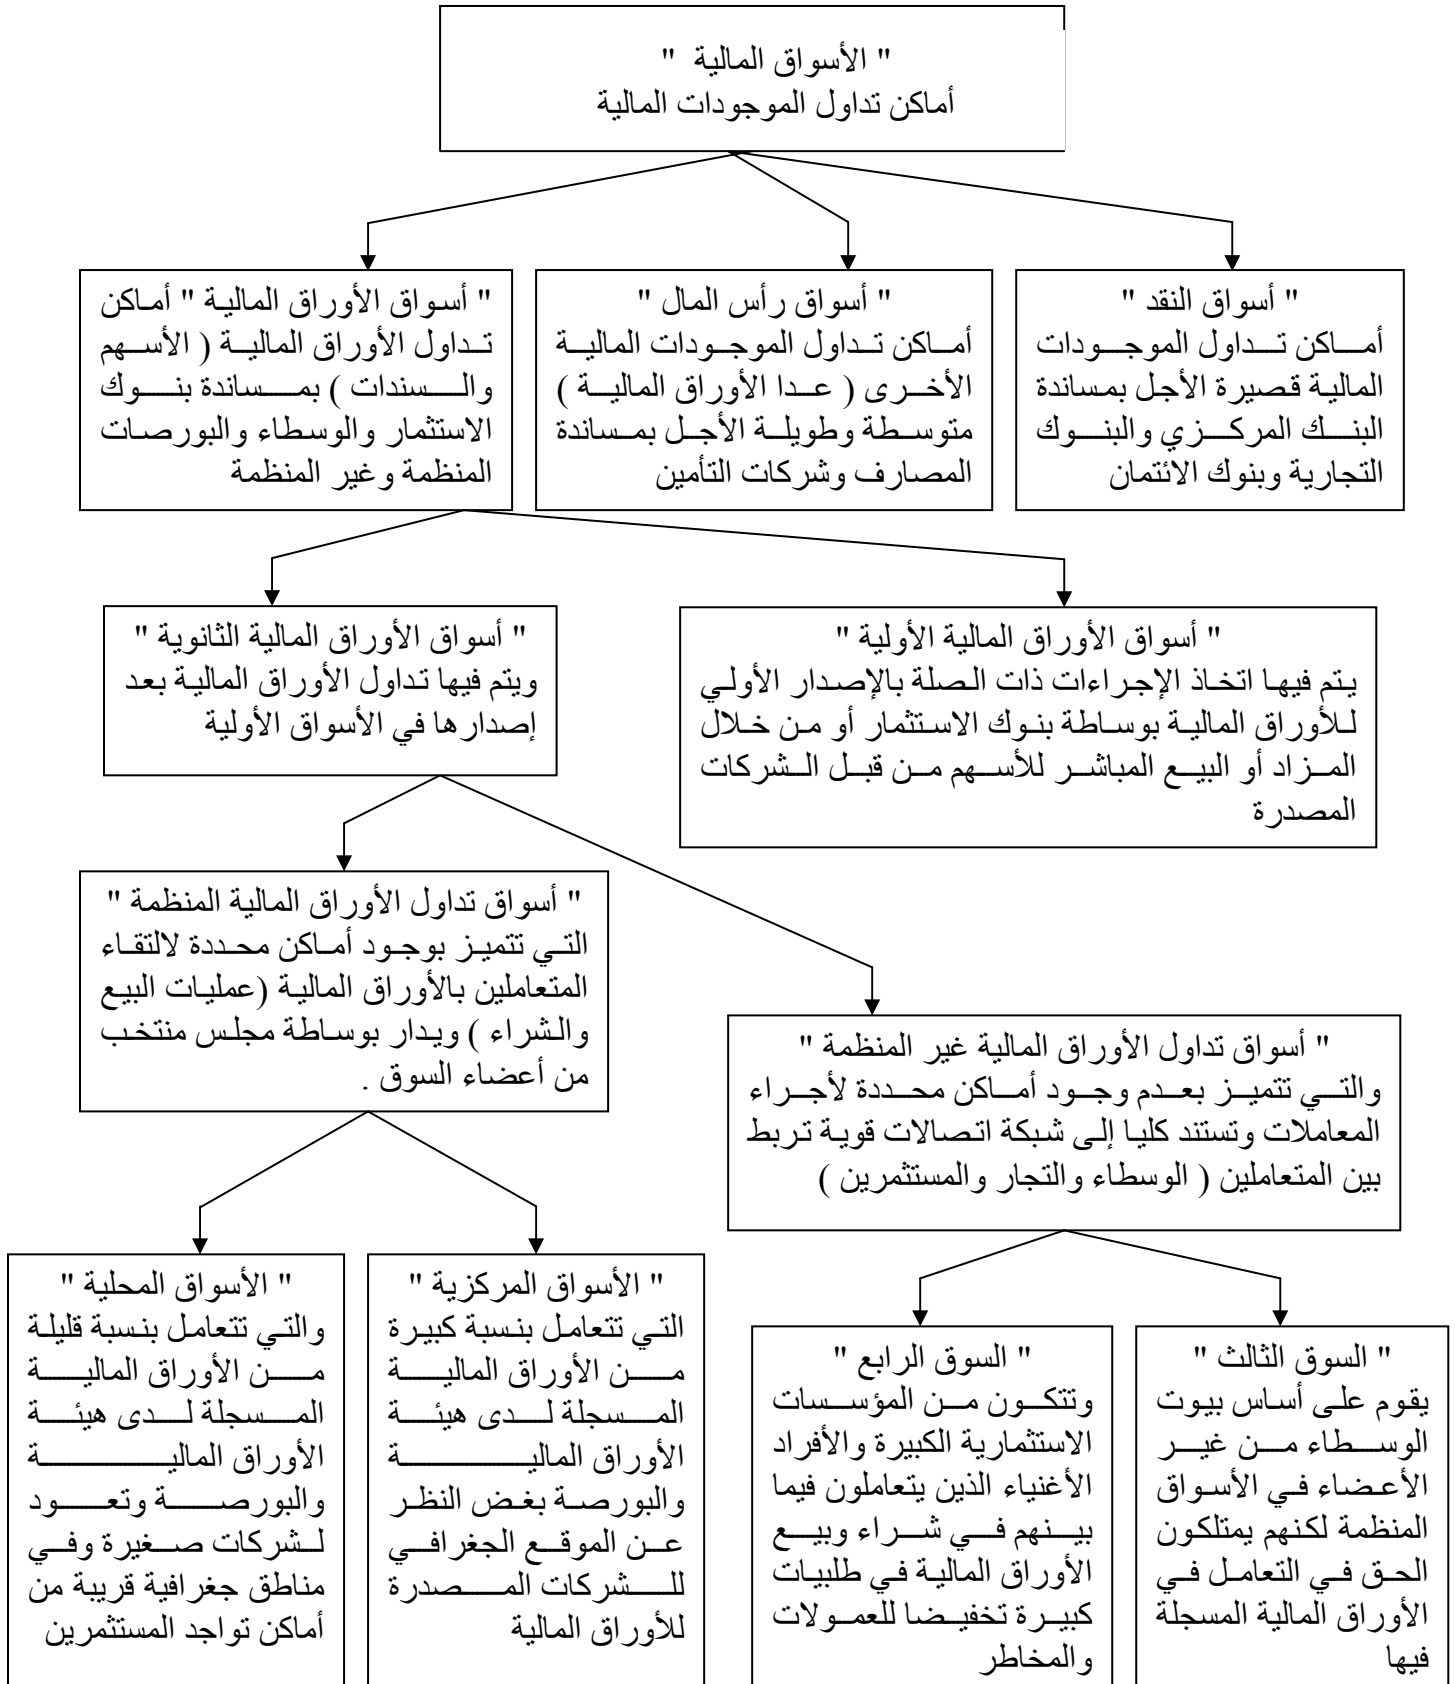 " الأسواق المالية "
أماكن تداول الموجودات المالية
" أسواق النقد "
أماكن تداول الموجودات
المالية قصيرة الأجل بمساندة
البنك المركزي والبنوك
التجارية وبنوك الائتمان
" أسواق رأس المال "
أماكن تداول الموجودات المالية
الأخرى ( عدا الأوراق المالية )
متوسطة وطويلة الأجل بمساندة
المصارف وشركات التأمين
" أسواق الأوراق المالية " أماكن
تداول الأوراق المالية ( الأسهم
والسندات ) بمساندة بنوك
الاستثمار والوسطاء والبورصات
المنظمة وغير المنظمة
" أسواق الأوراق المالية الأولية "
يتم فيها اتخاذ الإجراءات ذات الصلة بالإصدار الأولي
للأوراق المالية بوساطة بنوك الاستثمار أو من خلال
المزاد أو البيع المباشر للأسهم من قبل الشركات
المصدرة
" أسواق الأوراق المالية الثانوية "
ويتم فيها تداول الأوراق المالية بعد
إصدارها في الأسواق الأولية
" أسواق تداول الأوراق المالية المنظمة "
التي تتميز بوجود أماكن محددة لالتقاء
المتعاملين بالأوراق المالية (عمليات البيع
والشراء ) ويدار بوساطة مجلس منتخب
من أعضاء السوق .
" أسواق تداول الأوراق المالية غير المنظمة "
والتي تتميز بعدم وجود أماكن محددة لأجراء
المعاملات وتستند كليا إلى شبكة اتصالات قوية تربط
بين المتعاملين ( الوسطاء والتجار والمستثمرين )
" السوق الثالث "
يقوم على أساس بيوت
الوسطاء من غير
الأعضاء في الأسواق
المنظمة لكنهم يمتلكون
الحق في التعامل في
الأوراق المالية المسجلة
فيها
" السوق الرابع "
وتتكون من المؤسسات
الاستثمارية الكبيرة والأفراد
الأغنياء الذين يتعاملون فيما
بينهم في شراء وبيع
الأوراق المالية في طلبيات
كبيرة تخفيضا للعمولات
والمخاطر
" الأسواق المركزية "
التي تتعامل بنسبة كبيرة
من الأوراق المالية
المسجلة لدى هيئة
الأوراق المالية
والبورصة بغض النظر
عن الموقع الجغرافي
للشركات المصدرة
للأوراق المالية
" الأسواق المحلية "
والتي تتعامل بنسبة قليلة
من الأوراق المالية
المسجلة لدى هيئة
الأوراق المالية
والبورصة وتعود
لشركات صغيرة وفي
مناطق جغرافية قريبة من
أماكن تواجد المستثمرين